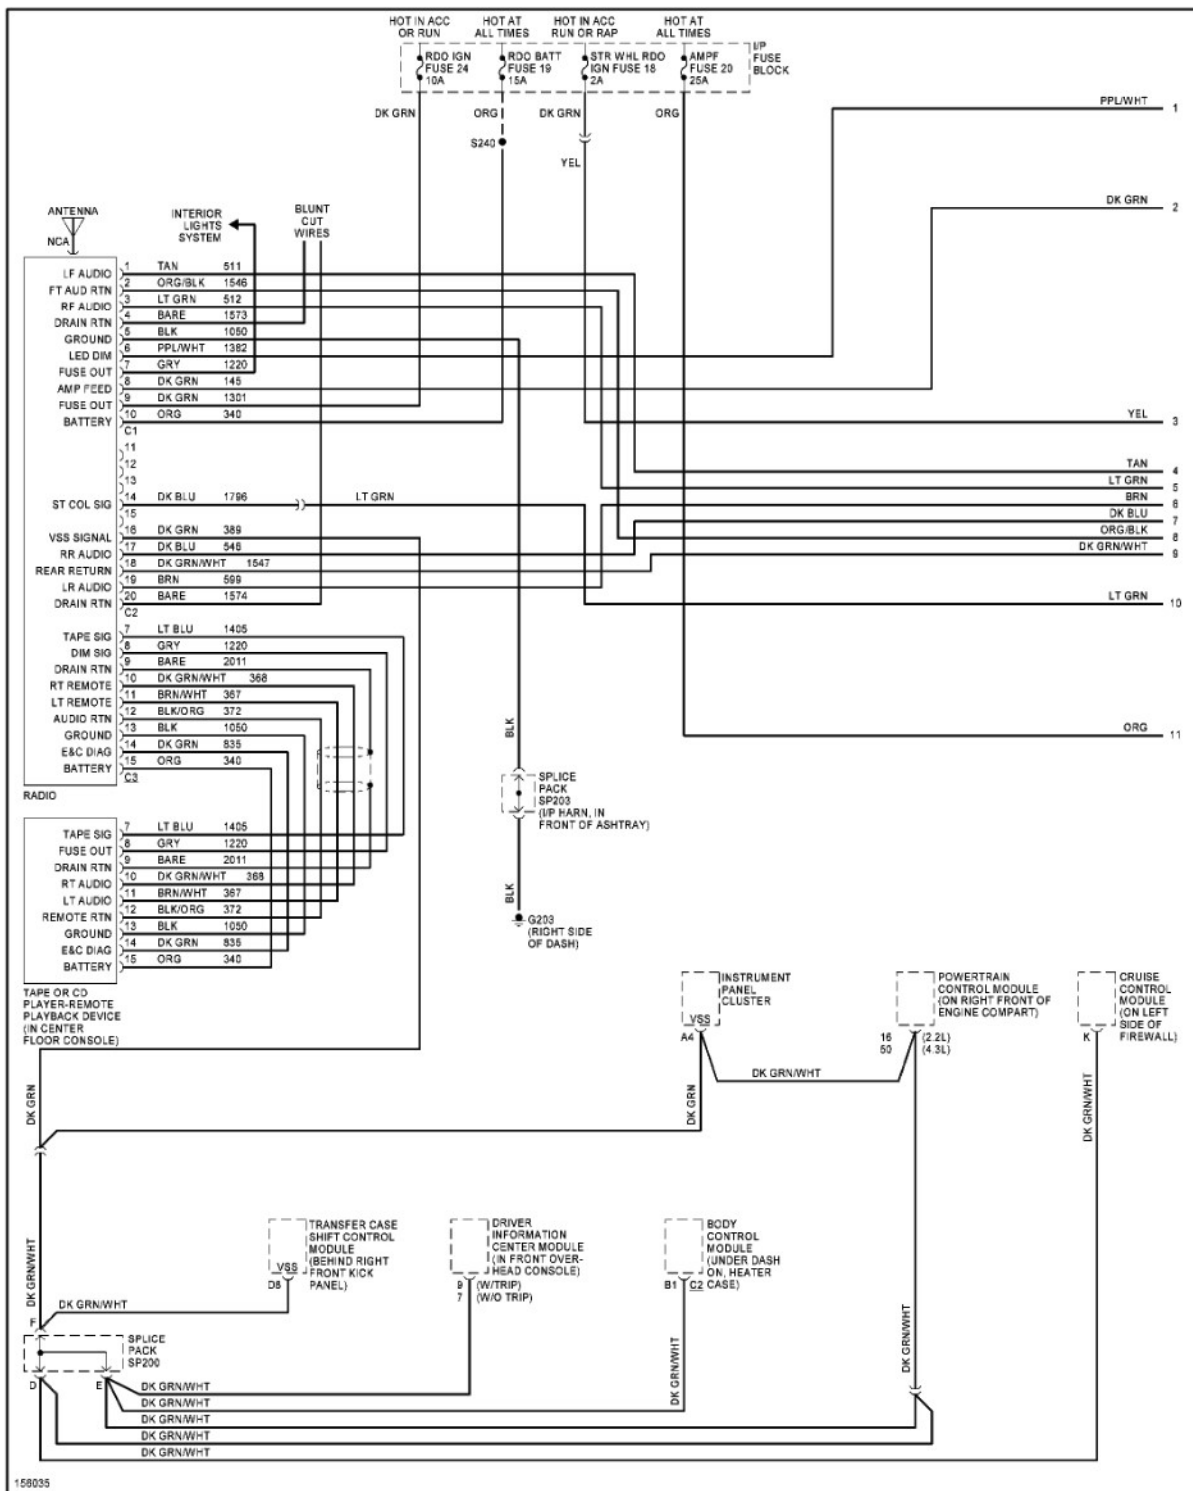 HOT IN ACC
OR RUN
HOT AT
ALL TIMES
HOT IN ACC
RUN OR RAP
HOT AT
ALL TIMES
RDO IGN
FUSE 24
10A
RDO BATT
FUSE 19
15A
STR WHL RDO
IGN FUSE 18
2A
AMPF
FUSE 20
25A
I/P
FUSE
BLOCK
DK GRN
ORG
DK GRN
ORG
S240
YEL
PPL/WHT 1
DK GRN 2
ANTENNA
NCA
INTERIOR
LIGHTS
SYSTEM
BLUNT
CUT
WIRES
LF AUDIO 1 TAN 511
FT AUD RTN 2 ORG/BLK 1546
RF AUDIO 3 LT GRN 512
DRAIN RTN 4 BARE 1573
GROUND 5 BLK 1050
LED DIM 6 PPL/WHT 1382
FUSE OUT 7 GRY 1220
AMP FEED 8 DK GRN 145
FUSE OUT 9 DK GRN 1301
BATTERY 10 ORG 340
C1
11
12
13
ST COL SIG 14 DK BLU 1796 LT GRN
15
VSS SIGNAL 16 DK GRN 389
RR AUDIO 17 DK BLU 546
REAR RETURN 18 DK GRN/WHT 1547
LR AUDIO 19 BRN 599
DRAIN RTN 20 BARE 1574
C2
TAPE SIG 7 LT BLU 1405
DIM SIG 8 GRY 1220
DRAIN RTN 9 BARE 2011
RT REMOTE 10 DK GRN/WHT 368
LT REMOTE 11 BRN/WHT 367
AUDIO RTN 12 BLK/ORG 372
GROUND 13 BLK 1050
E&C DIAG 14 DK GRN 835
BATTERY 15 ORG 340
C3
RADIO
YEL 3
TAN 4
LT GRN 5
BRN 6
DK BLU 7
ORG/BLK 8
DK GRN/WHT 9
LT GRN 10
ORG 11
BLK
SPLICE
PACK
SP203
(I/P HARN, IN
FRONT OF ASHTRAY)
BLK
G203
(RIGHT SIDE
OF DASH)
TAPE SIG 7 LT BLU 1405
FUSE OUT 8 GRY 1220
DRAIN RTN 9 BARE 2011
RT AUDIO 10 DK GRN/WHT 368
LT AUDIO 11 BRN/WHT 367
REMOTE RTN 12 BLK/ORG 372
GROUND 13 BLK 1050
E&C DIAG 14 DK GRN 835
BATTERY 15 ORG 340
TAPE OR CD
PLAYER-REMOTE
PLAYBACK DEVICE
(IN CENTER
FLOOR CONSOLE)
INSTRUMENT
PANEL
CLUSTER
VSS
A4
POWERTRAIN
CONTROL MODULE
(ON RIGHT FRONT OF
ENGINE COMPART)
16 (2.2L)
50 (4.3L)
CRUISE
CONTROL
MODULE
(ON LEFT
SIDE OF
FIREWALL)
K
DK GRN/WHT
DK GRN
DK GRN
DK GRN/WHT
DK GRN/WHT
TRANSFER CASE
SHIFT CONTROL
MODULE
(BEHIND RIGHT
FRONT KICK
PANEL)
VSS
D8
DRIVER
INFORMATION
CENTER MODULE
(IN FRONT OVER-
HEAD CONSOLE)
9 (W/TRIP)
7 (W/O TRIP)
BODY
CONTROL
MODULE
(UNDER DASH
ON, HEATER
CASE)
B1 C2
DK GRN/WHT
F
SPLICE
PACK
SP200
D
E
DK GRN/WHT
DK GRN/WHT
DK GRN/WHT
DK GRN/WHT
DK GRN/WHT
DK GRN/WHT
DK GRN/WHT
156035